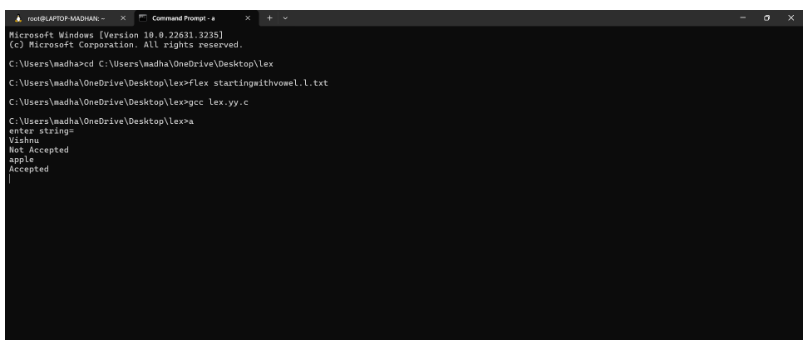 root@LAPTOP-MADHAN: ~ Command Prompt - a
Microsoft Windows [Version 10.0.22631.3235]
(c) Microsoft Corporation. All rights reserved.
C:\Users\madha>cd C:\Users\madha\OneDrive\Desktop\lex
C:\Users\madha\OneDrive\Desktop\lex>flex startingwithvowel.l.txt
C:\Users\madha\OneDrive\Desktop\lex>gcc lex.yy.c
C:\Users\madha\OneDrive\Desktop\lex>a
enter string=
Vishnu
Not Accepted
apple
Accepted